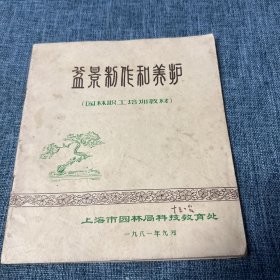 盆景制作和养护
(园林职工培训教材)
上海市园林局科技教育处
一九八一年九月